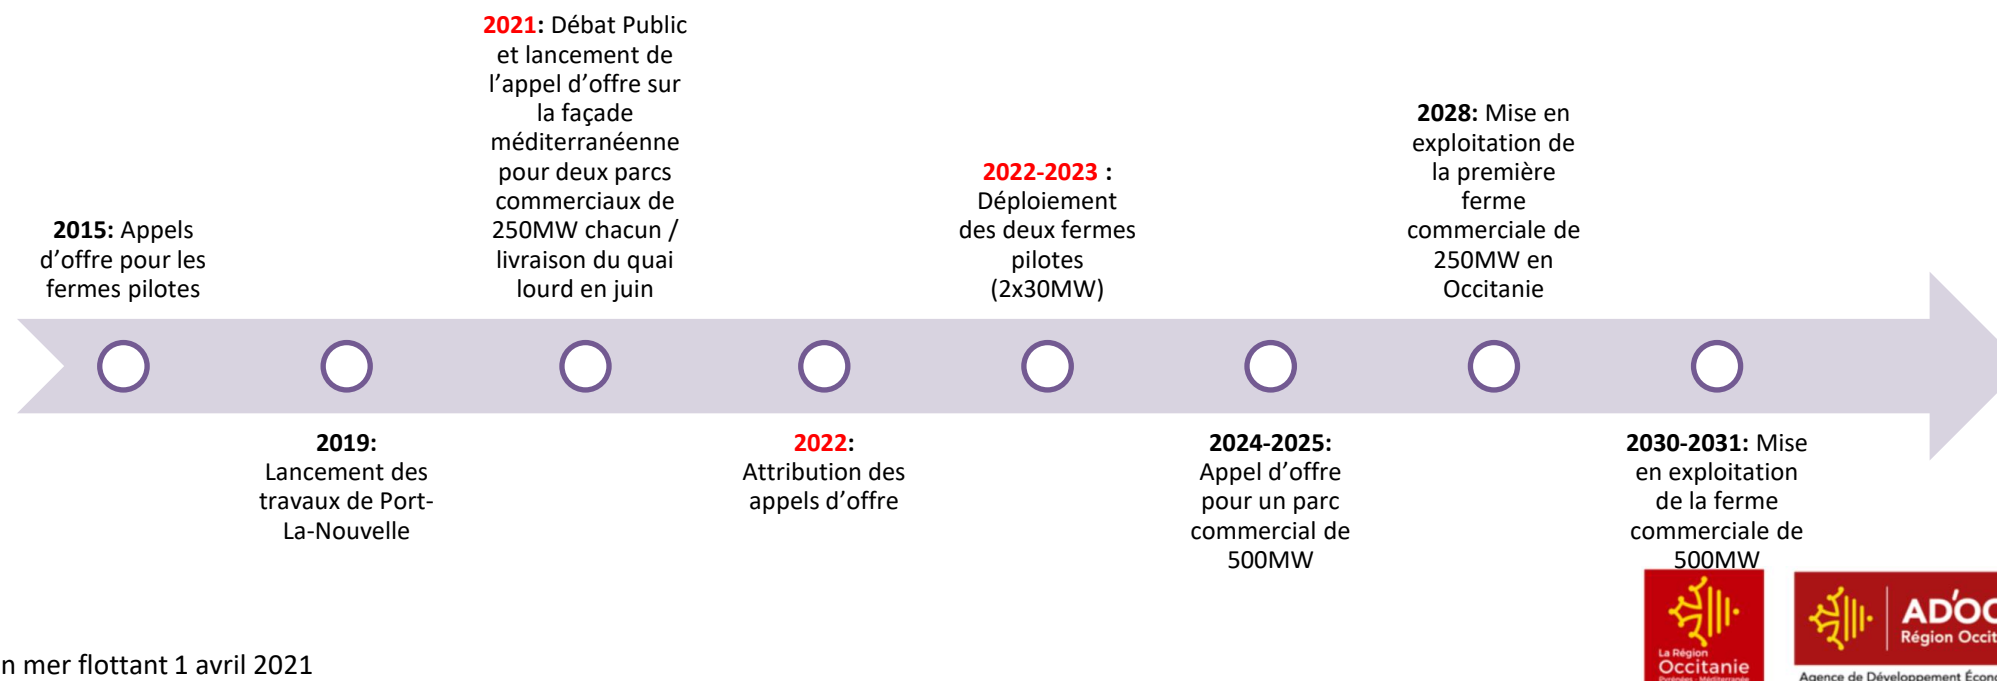 2015: Appels
d’offre pour les
fermes pilotes
2019:
Lancement des
travaux de Port-
La-Nouvelle
2021: Débat Public
et lancement de
l’appel d’offre sur
la façade
méditerranéenne
pour deux parcs
commerciaux de
250MW chacun /
livraison du quai
lourd en juin
2022:
Attribution des
appels d’offre
2022-2023 :
Déploiement
des deux fermes
pilotes
(2x30MW)
2024-2025:
Appel d’offre
pour un parc
commercial de
500MW
2028: Mise en
exploitation de
la première
ferme
commerciale de
250MW en
Occitanie
2030-2031: Mise
en exploitation
de la ferme
commerciale de
500MW
n mer flottant 1 avril 2021
La Région
Occitanie
Pyrénées - Méditerranée
AD'OC
Région Occit
Agence de Développement Écono